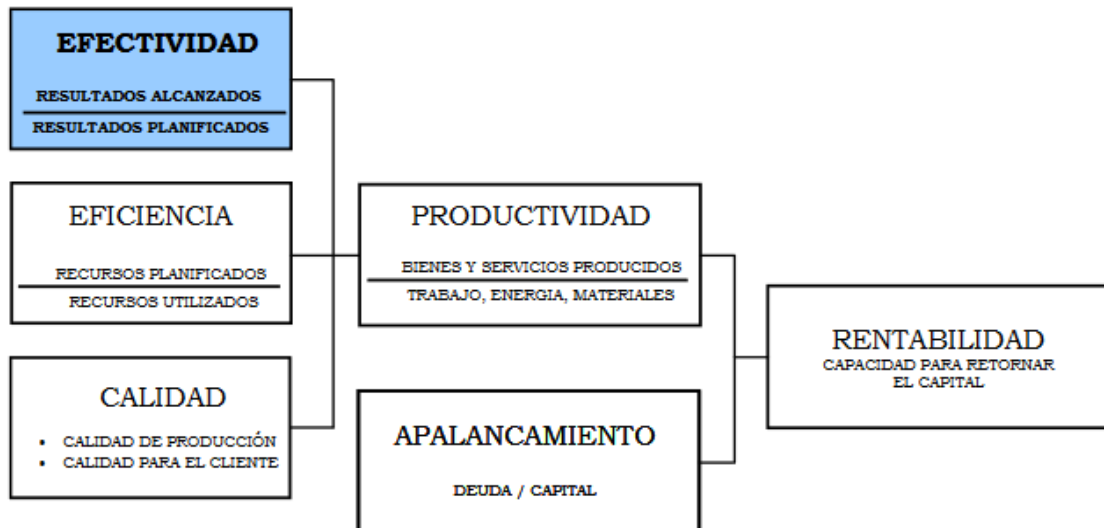 EFECTIVIDAD
RESULTADOS ALCANZADOS
RESULTADOS PLANIFICADOS
EFICIENCIA
RECURSOS PLANIFICADOS
RECURSOS UTILIZADOS
CALIDAD
• CALIDAD DE PRODUCCIÓN
• CALIDAD PARA EL CLIENTE
PRODUCTIVIDAD
BIENES Y SERVICIOS PRODUCIDOS
TRABAJO, ENERGIA, MATERIALES
APALANCAMIENTO
DEUDA / CAPITAL
RENTABILIDAD
CAPACIDAD PARA RETORNAR
EL CAPITAL